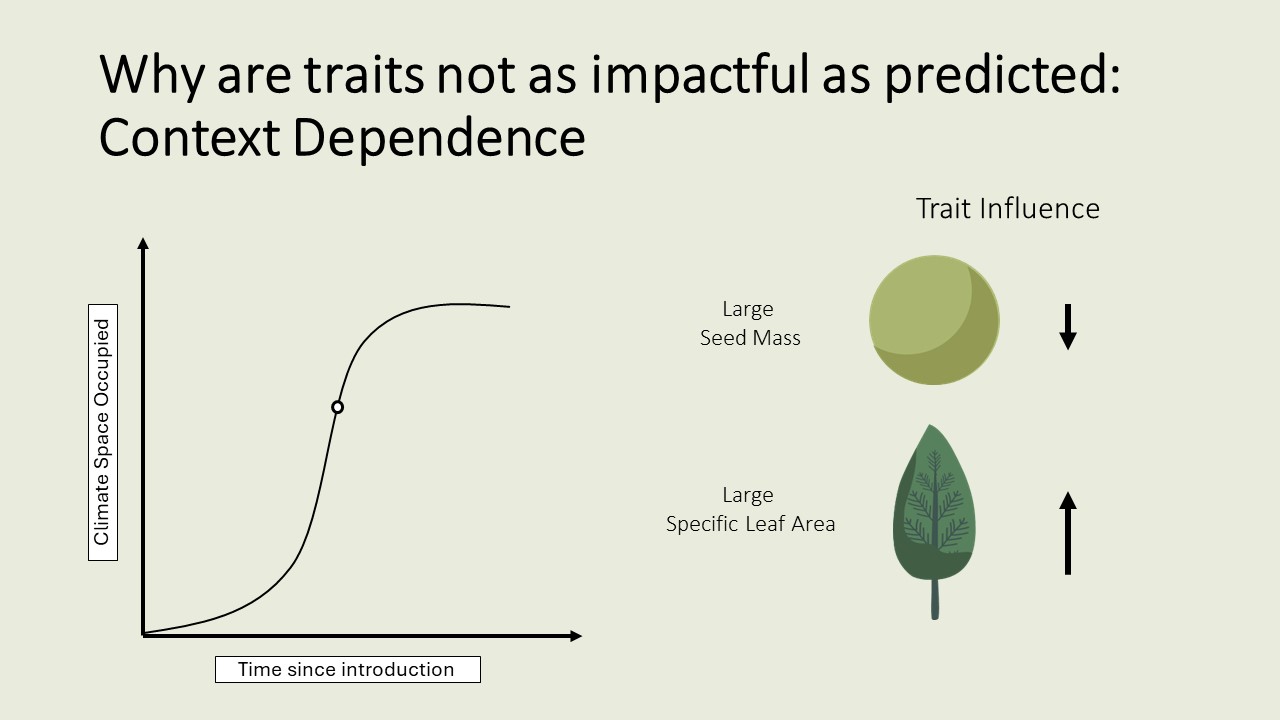 Why are traits not as impactful as predicted:
Context Dependence
Climate Space Occupied
Time since introduction
Trait Influence
Large
Seed Mass
Large
Specific Leaf Area